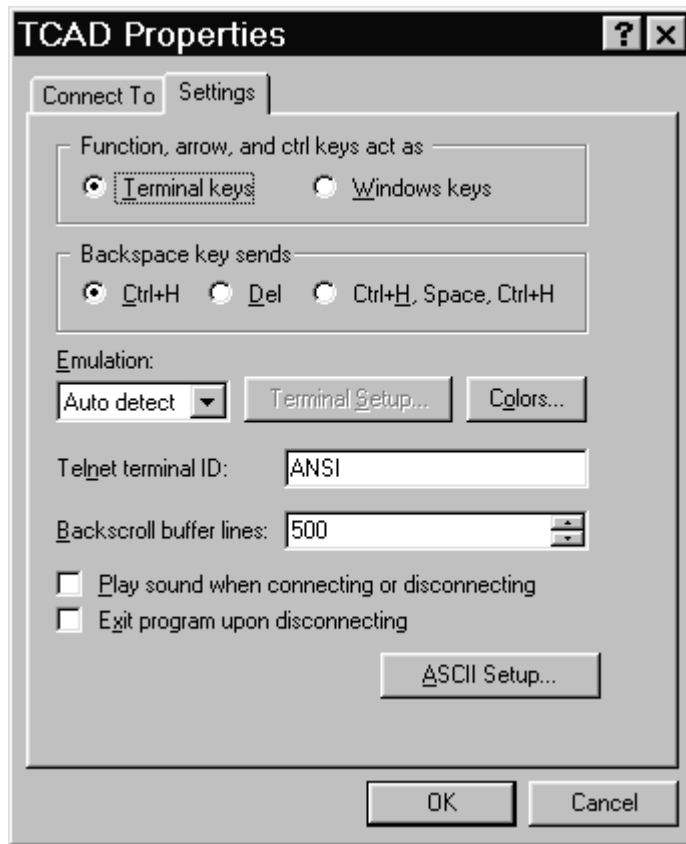 TCAD Properties
Connect To Settings
Function, arrow, and ctrl keys act as
Terminal keys Windows keys
Backspace key sends
Ctrl+H Del Ctrl+H, Space, Ctrl+H
Emulation:
Auto detect Terminal Setup... Colors...
Telnet terminal ID: ANSI
Backscroll buffer lines: 500
Play sound when connecting or disconnecting
Exit program upon disconnecting
ASCII Setup...
OK Cancel